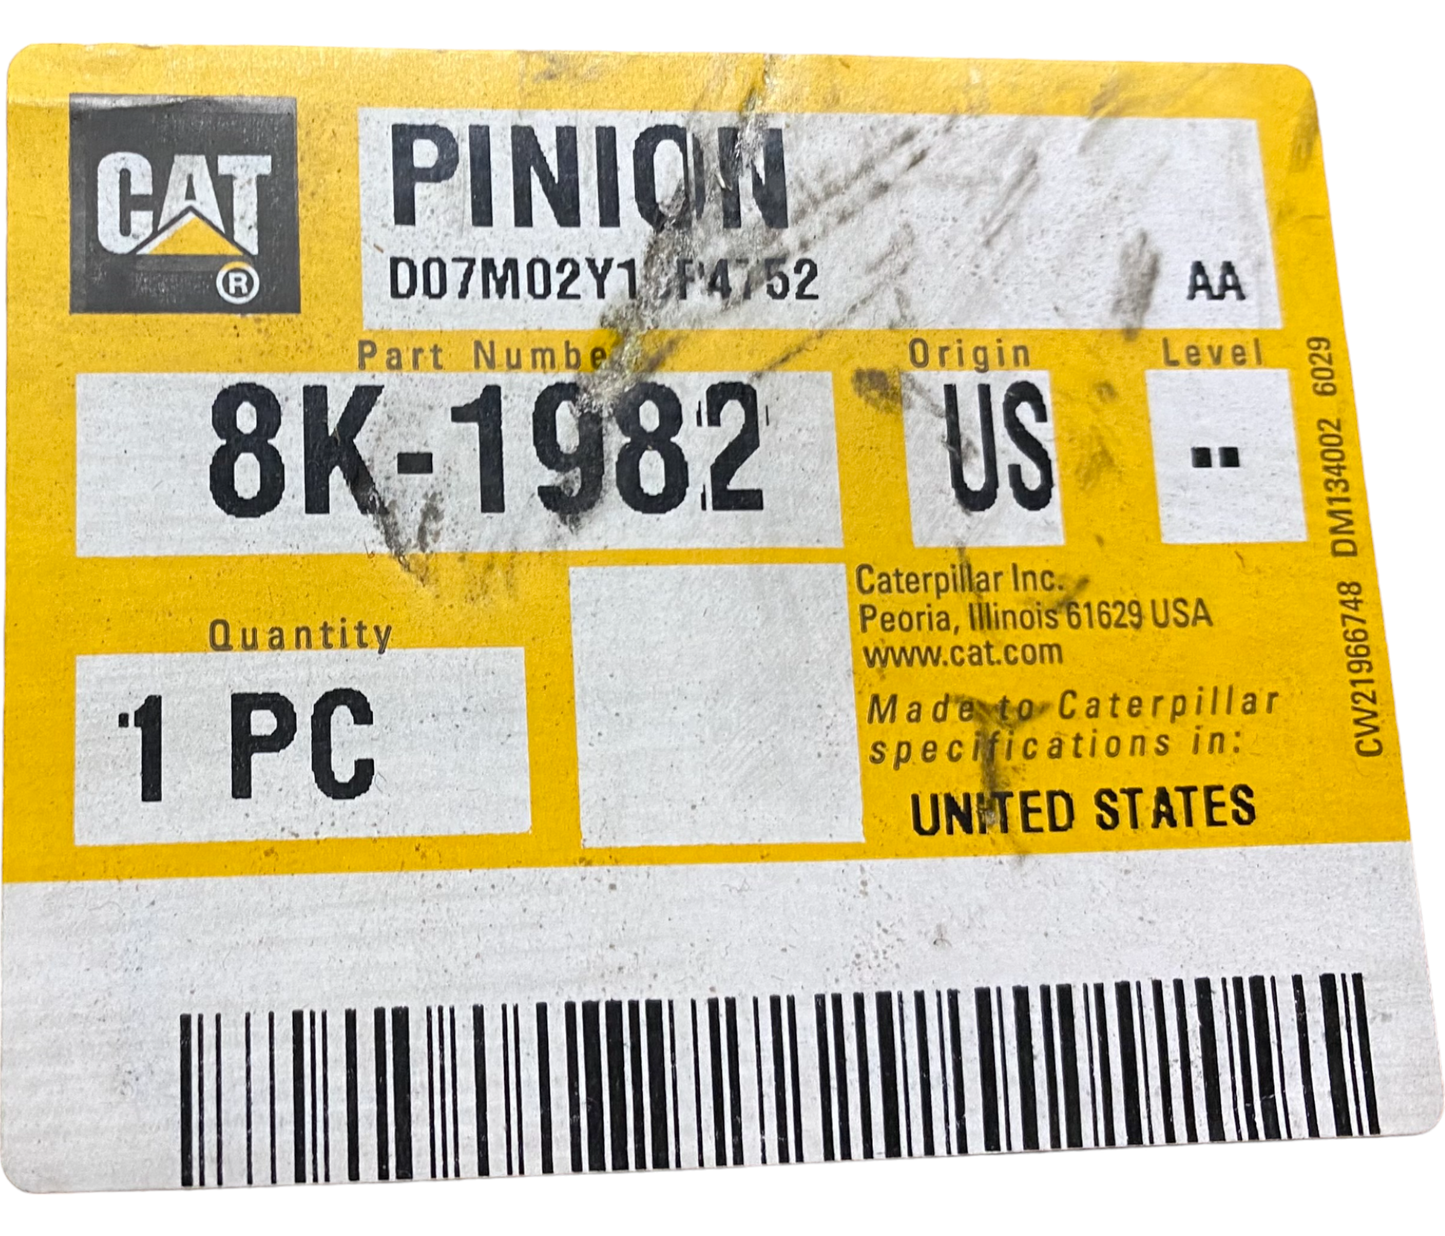 CAT
®
PINION
D07M02Y1 52
AA
Part Number
Origin
Level
8K-1982
US
--
Quantity
1 PC
Caterpillar Inc.
Peoria, Illinois 61629 USA
www.cat.com
Made to Caterpillar
specifications in:
UNITED STATES
CW21966748 DM134002 6029